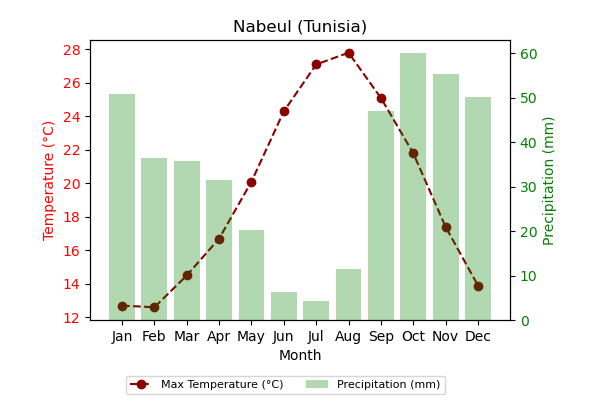 Nabeul (Tunisia)
28
26
24
22
20
18
16
14
12
Temperature (°C)
60
50
40
30
20
10
0
Precipitation (mm)
Jan Feb Mar Apr May Jun Jul Aug Sep Oct Nov Dec
Month
Max Temperature (°C) Precipitation (mm)